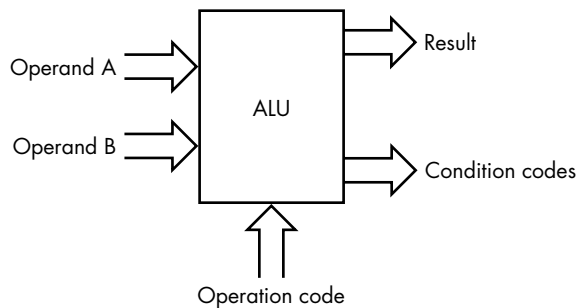 Operand A
Operand B
ALU
Result
Condition codes
Operation code